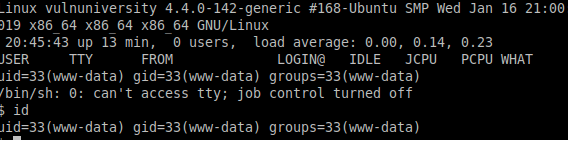 Linux vulnuniversity 4.4.0-142-generic #168-Ubuntu SMP Wed Jan 16 21:00
019 x86_64 x86_64 x86_64 GNU/Linux
 20:45:43 up 13 min,  0 users,  load average: 0.00, 0.14, 0.23
USER     TTY      FROM             LOGIN@   IDLE   JCPU   PCPU WHAT
uid=33(www-data) gid=33(www-data) groups=33(www-data)
/bin/sh: 0: can't access tty; job control turned off
$ id
uid=33(www-data) gid=33(www-data) groups=33(www-data)